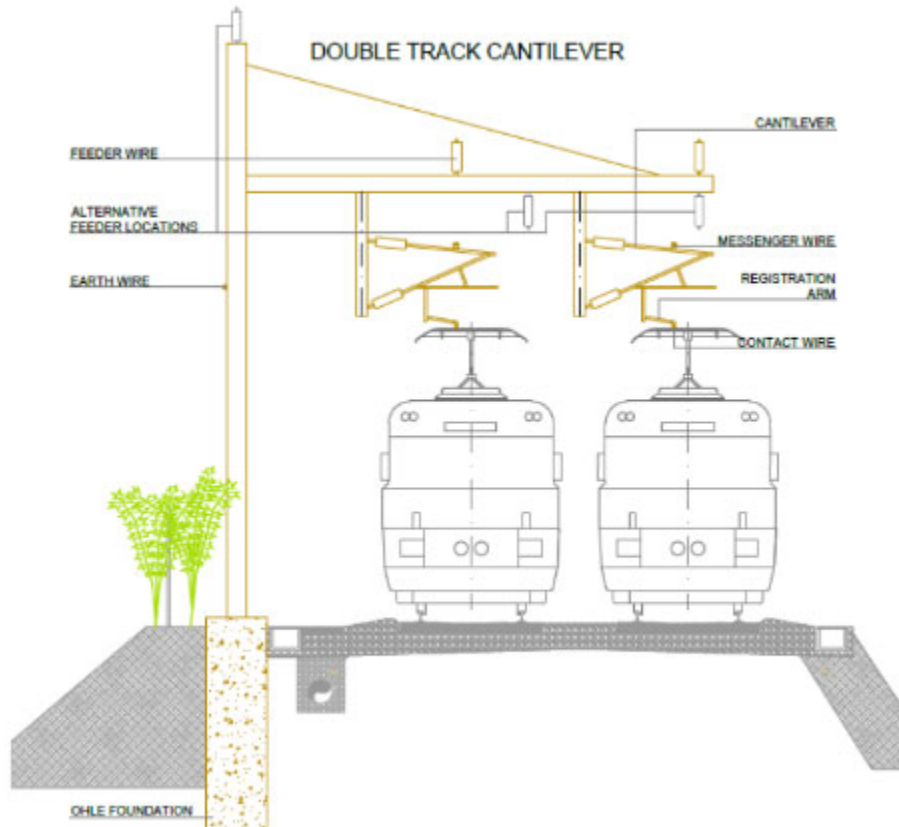 DOUBLE TRACK CANTILEVER
CANTILEVER
FEEDER WIRE
ALTERNATIVE
FEEDER LOCATIONS
MESSENGER WIRE
EARTH WIRE
REGISTRATION
ARM
CONTACT WIRE
OHLE FOUNDATION